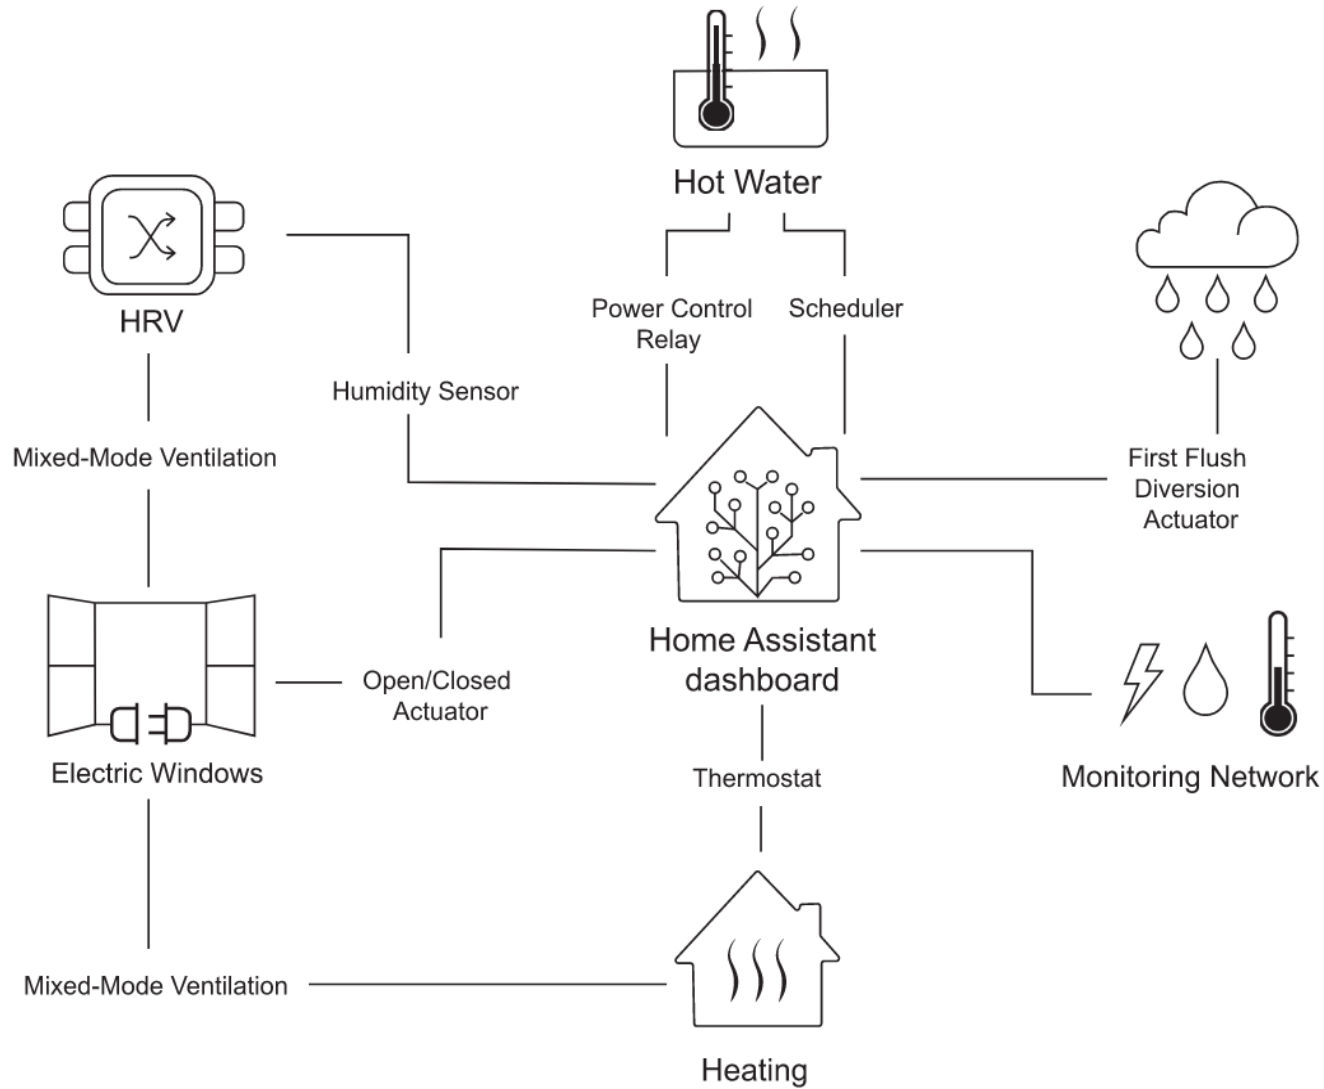 Hot Water
HRV
Power Control
Relay
Scheduler
Humidity Sensor
Mixed-Mode Ventilation
First Flush
Diversion
Actuator
Home Assistant
dashboard
Open/Closed
Actuator
Electric Windows
Thermostat
Monitoring Network
Mixed-Mode Ventilation
Heating